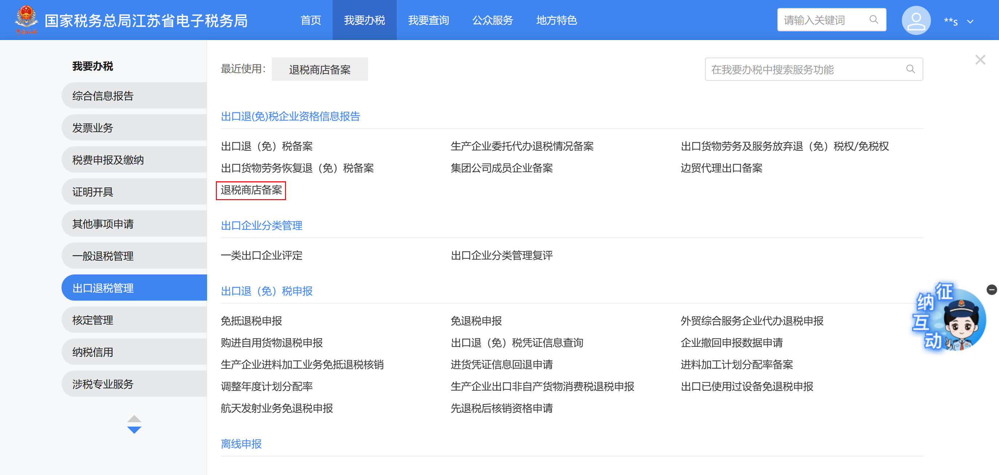 国家税务总局江苏省电子税务局
首页 我要办税 我要查询 公众服务 地方特色 请输入关键词 **s
我要办税
综合信息报告
发票业务
税费申报及缴纳
证明开具
其他事项申请
一般退税管理
出口退税管理
核定管理
纳税信用
涉税专业服务
最近使用： 退税商店备案 在我要办税中搜索服务功能
出口退(免)税企业资格信息报告
出口退（免）税备案 生产企业委托代办退税情况备案 出口货物劳务及服务放弃退（免）税权/免税权
出口货物劳务恢复退（免）税备案 集团公司成员企业备案 边贸代理出口备案
退税商店备案
出口企业分类管理
一类出口企业评定 出口企业分类管理复评
出口退（免）税申报
免抵退税申报 免退税申报 外贸综合服务企业代办退税申报
购进自用货物退税申报 出口退（免）税凭证信息查询 企业撤回申报数据申请
生产企业进料加工业务免抵退税核销 进货凭证信息回退申请 进料加工计划分配率备案
调整年度计划分配率 生产企业出口非自产货物消费税退税申报 出口已使用过设备免退税申报
航天发射业务免退税申报 先退税后核销资格申请
离线申报
征纳互动